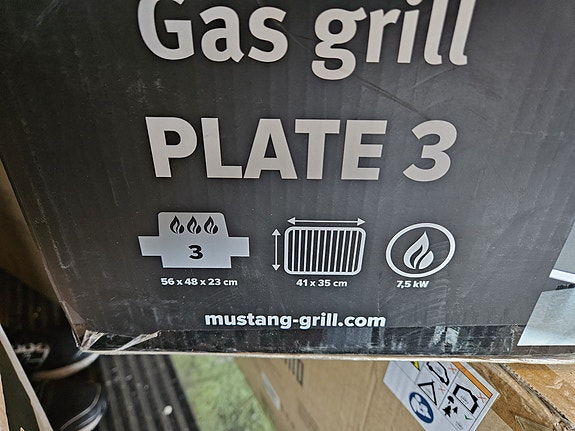 Gas grill
PLATE 3
3
56 x 48 x 23 cm
41 x 35 cm
7,5 kW
mustang-grill.com